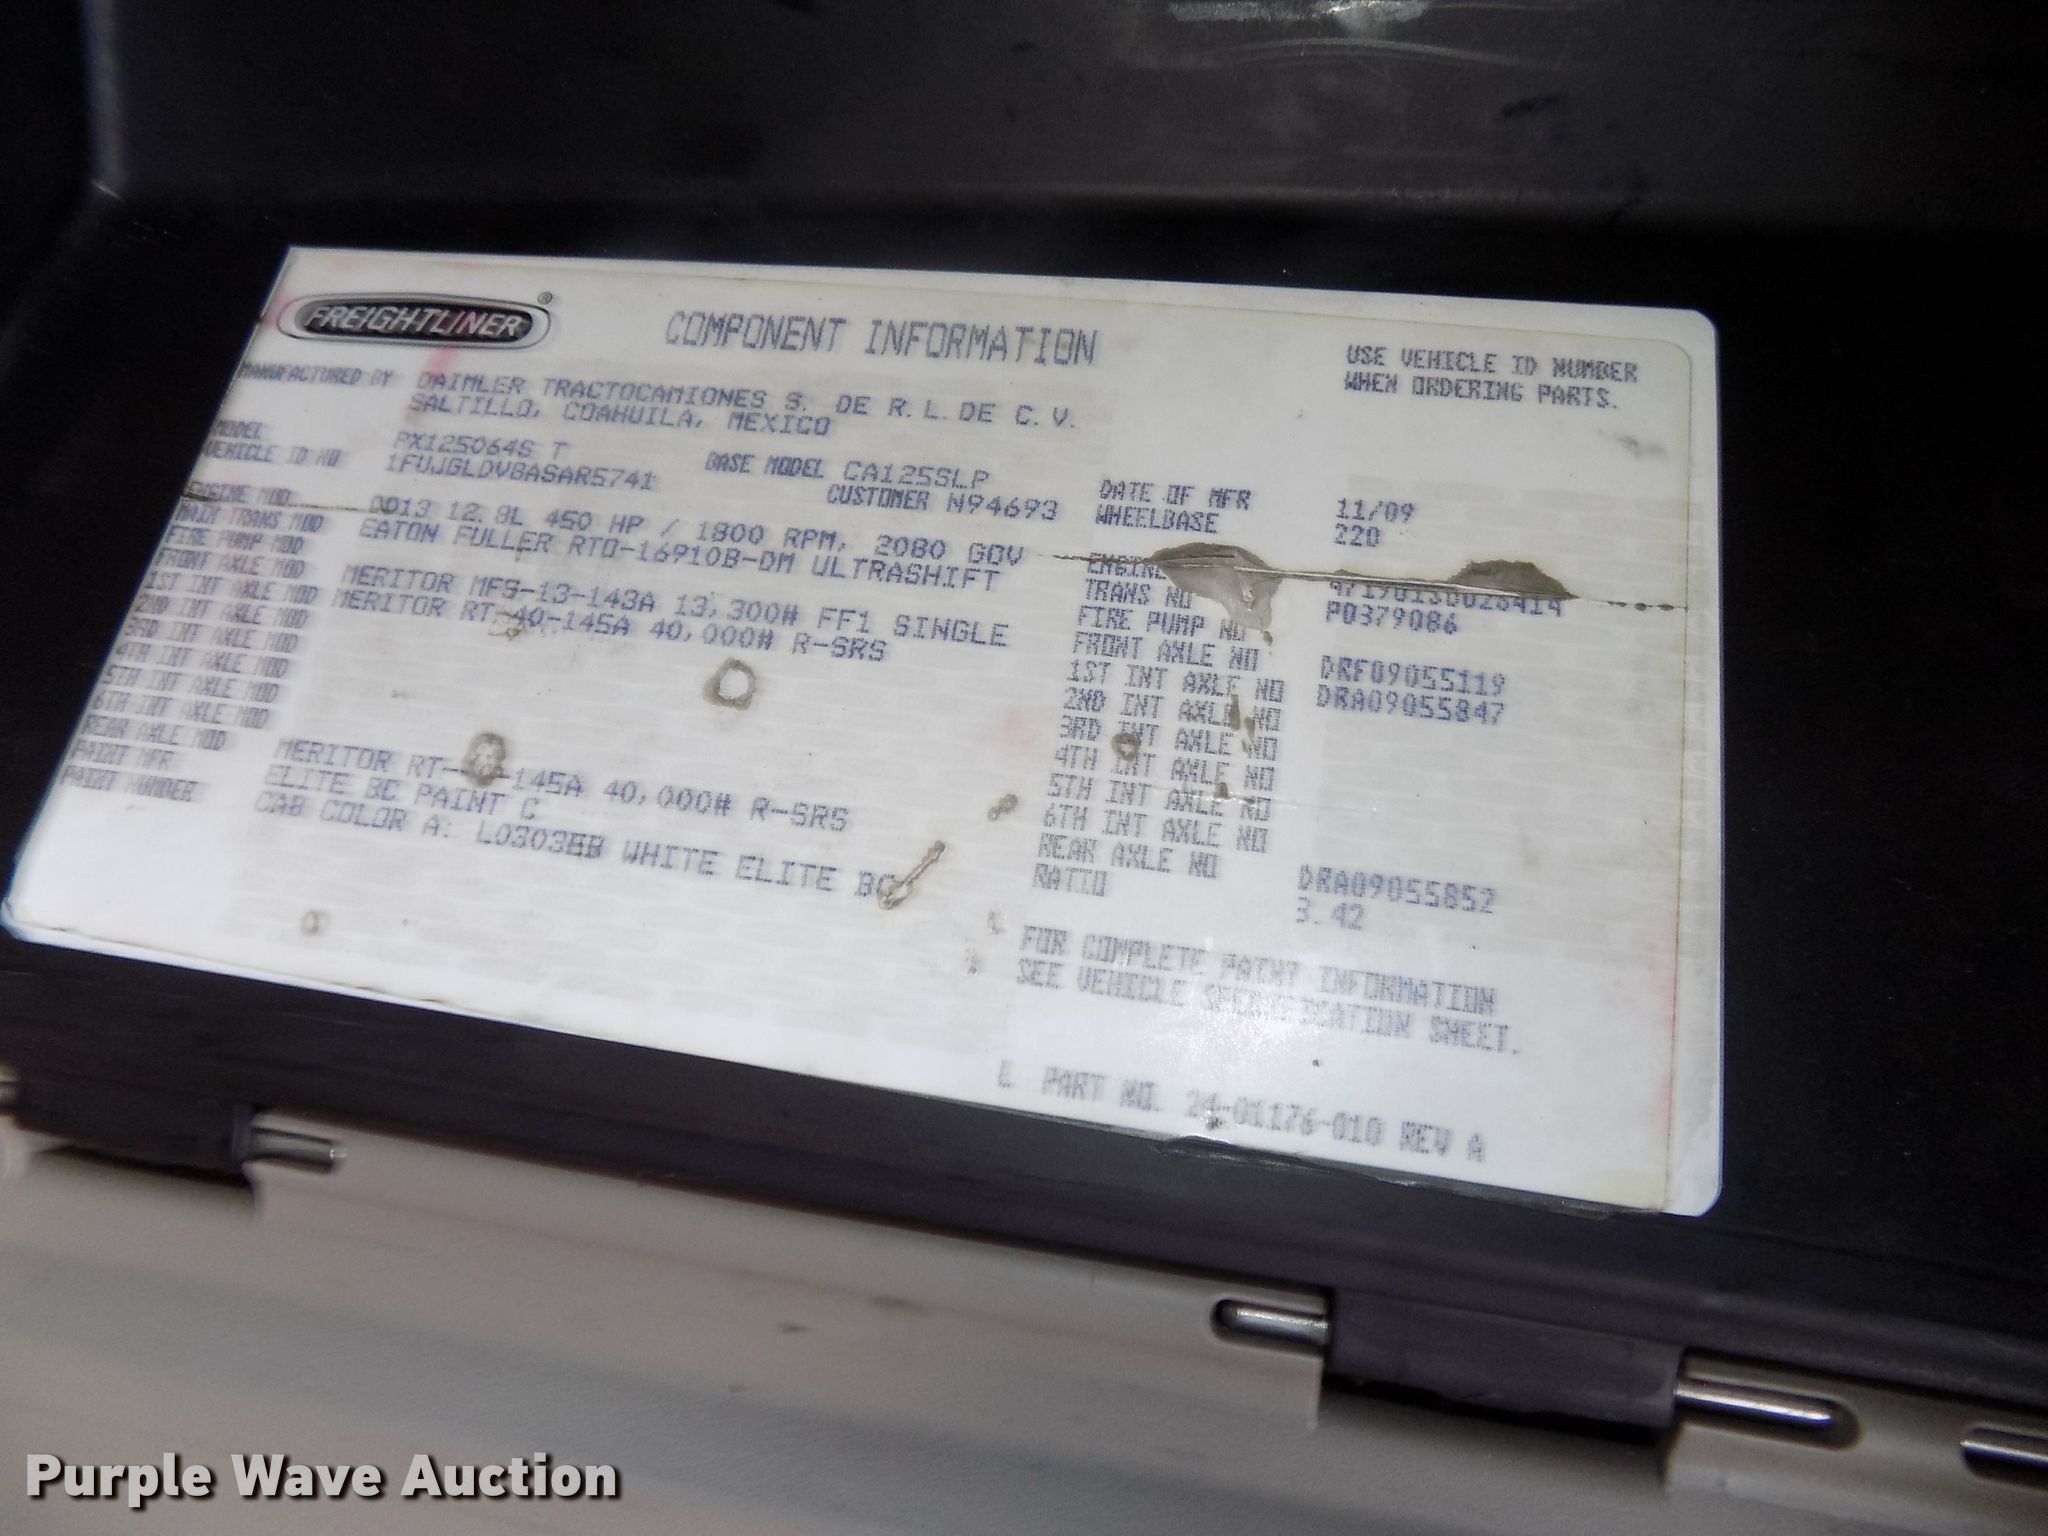 FREIGHTLINER ®
COMPONENT INFORMATION
USE VEHICLE ID NUMBER
WHEN ORDERING PARTS.
MANUFACTURED BY DAIMLER TRACTOCAMIONES S. DE R.L.DE C.V.
SALTILLO, COAHUILA, MEXICO
MODEL PX125064S T BASE MODEL CA125SLP
VEHICLE ID NO 1FUJGLDV8ASAR5741 CUSTOMER N94693
DATE OF MFR 11/09
WHEELBASE 220
ENGINE MOD DD13 12.8L 450 HP / 1800 RPM, 2080 GOV
MAIN TRANS MOD EATON FULLER RTO-16910B-DM ULTRASHIFT
FIRE PUMP MOD
FRONT AXLE MOD MERITOR MFS-13-143A 13,300# FF1 SINGLE
1ST INT AXLE MOD MERITOR RT-40-145A 40,000# R-SRS
2ND INT AXLE MOD
3RD INT AXLE MOD
4TH INT AXLE MOD
5TH INT AXLE MOD
6TH INT AXLE MOD
REAR AXLE MOD MERITOR RT- -145A 40,000# R-SRS
PAINT MFR ELITE BC PAINT C
PAINT NUMBER CAB COLOR A: L0303EB WHITE ELITE BC
ENGINE
TRANS NO P0379086
FIRE PUMP NO
FRONT AXLE NO DRF09055119
1ST INT AXLE NO DRA09055847
2ND INT AXLE NO
3RD INT AXLE NO
4TH INT AXLE NO
5TH INT AXLE NO
6TH INT AXLE NO
REAR AXLE NO DRA09055852
RATIO 3.42
FOR COMPLETE PAINT INFORMATION
SEE VEHICLE SPECIFICATION SHEET.
L PART NO. 24-01176-010 REV A
Purple Wave Auction